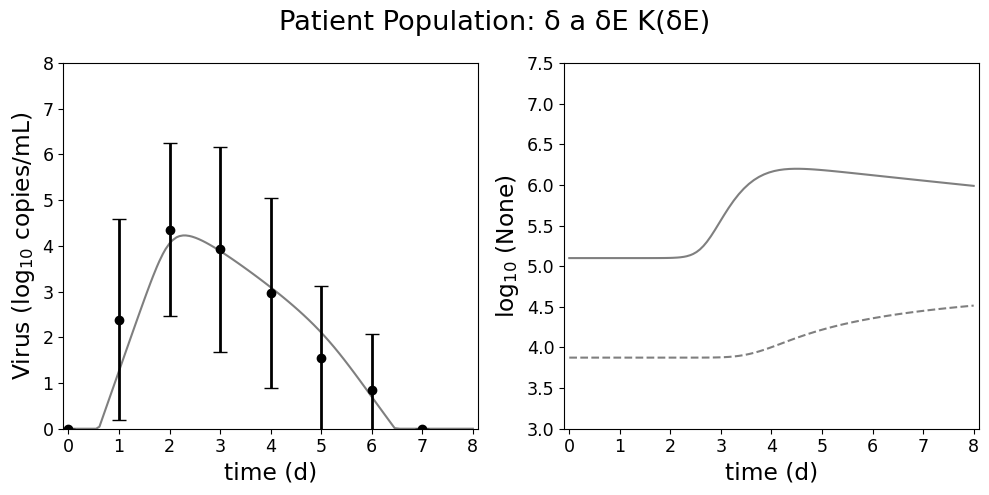 Patient Population: δ a δE K(δE)
Virus (log₁₀ copies/mL)
8
7
6
5
4
3
2
1
0
0 1 2 3 4 5 6 7 8
time (d)
log₁₀ (None)
7.5
7.0
6.5
6.0
5.5
5.0
4.5
4.0
3.5
3.0
0 1 2 3 4 5 6 7 8
time (d)